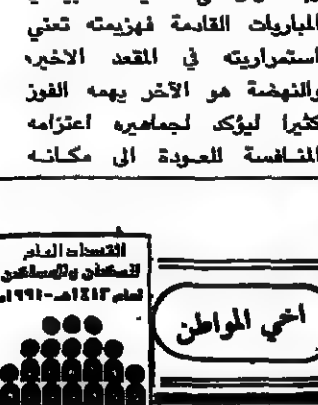 المباريات القادمة فهزيمته تعني
استمراريته في المقعد الاخير،
والنهضة هو الآخر يهمه الفوز
كثيرا ليؤكد لجماهيره اعتزامه
المنافسة للعودة الى مكانه
التعداد العام
للسكان والمساكن
لعام ١٤١٣هـ-١٩٩٢م
اخي المواطن